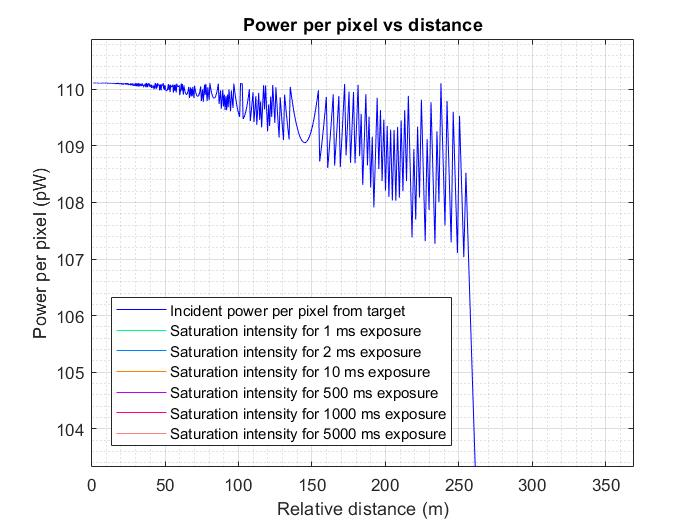 Power per pixel vs distance
110
109
108
107
106
105
104
Power per pixel (pW)
Incident power per pixel from target
Saturation intensity for 1 ms exposure
Saturation intensity for 2 ms exposure
Saturation intensity for 10 ms exposure
Saturation intensity for 500 ms exposure
Saturation intensity for 1000 ms exposure
Saturation intensity for 5000 ms exposure
0 50 100 150 200 250 300 350
Relative distance (m)